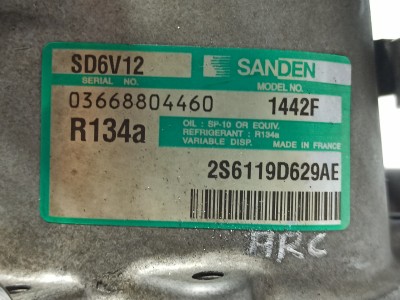 SD6V12
SANDEN
SERIAL NO.
MODEL NO.
03668804460
1442F
R134a
OIL : SP-10 OR EQUIV.
REFRIGERANT : R134a
VARIABLE DISP. MADE IN FRANCE
2S6119D629AE
ARC